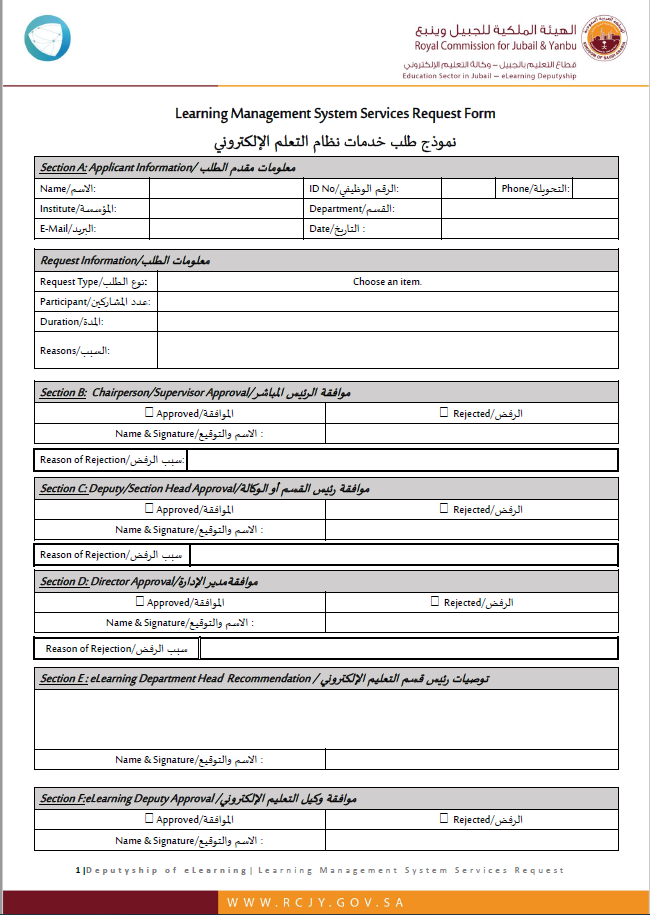 الهيئة الملكية للجبيل وينبع
Royal Commission for Jubail & Yanbu
قطاع التعليم بالجبيل – وكالة التعليم الإلكتروني
Education Sector in Jubail – eLearning Deputyship
Learning Management System Services Request Form
نموذج طلب خدمات نظام التعلم الإلكتروني
Section A: Applicant Information/ معلومات مقدم الطلب
Name/الاسم: ID No/الرقم الوظيفي: Phone/التحويلة:
Institute/المؤسسة: Department/القسم:
E-Mail/البريد: Date/التاريخ :
Request Information/معلومات الطلب
Request Type/نوع الطلب: Choose an item.
Participant/عدد المشاركين:
Duration/المدة:
Reasons/السبب:
Section B: Chairperson/Supervisor Approval/موافقة الرئيس المباشر
☐ Approved/الموافقة ☐ Rejected/الرفض
Name & Signature/الاسم والتوقيع :
Reason of Rejection/سبب الرفض:
Section C: Deputy/Section Head Approval/موافقة رئيس القسم أو الوكالة
☐ Approved/الموافقة ☐ Rejected/الرفض
Name & Signature/الاسم والتوقيع :
Reason of Rejection/سبب الرفض
Section D: Director Approval/موافقة مدير الإدارة
☐ Approved/الموافقة ☐ Rejected/الرفض
Name & Signature/الاسم والتوقيع :
Reason of Rejection/سبب الرفض
Section E : eLearning Department Head Recommendation / توصيات رئيس قسم التعليم الإلكتروني
Name & Signature/الاسم والتوقيع :
Section F:eLearning Deputy Approval /موافقة وكيل التعليم الإلكتروني
☐ Approved/الموافقة ☐ Rejected/الرفض
Name & Signature/الاسم والتوقيع :
1|Deputyship of eLearning| Learning Management System Services Request
WWW.RCJY.GOV.SA